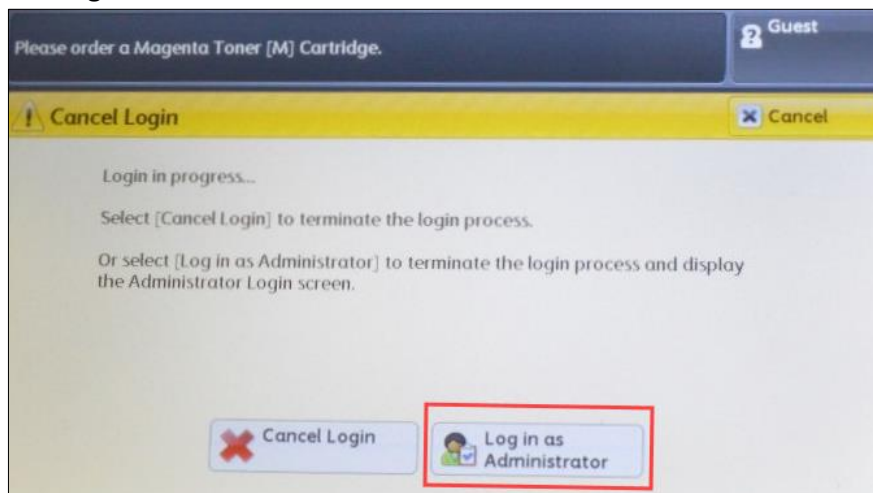 Please order a Magenta Toner [M] Cartridge.
Guest
Cancel Login
Cancel
Login in progress...
Select [Cancel Login] to terminate the login process.
Or select [Log in as Administrator] to terminate the login process and display
the Administrator Login screen.
Cancel Login
Log in as
Administrator